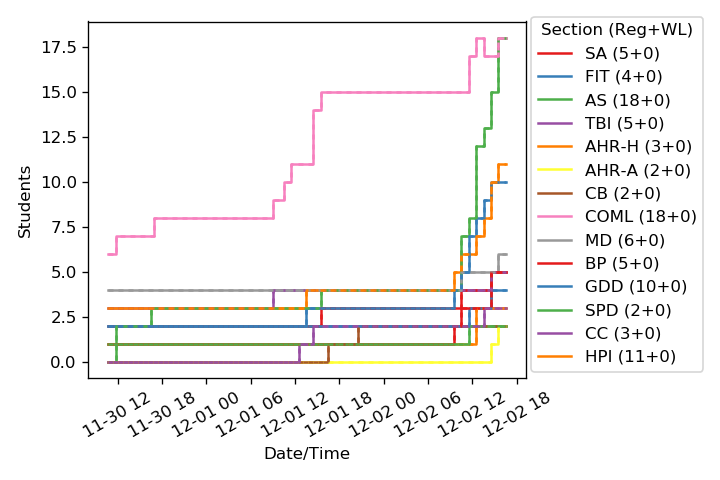 Students
17.5
15.0
12.5
10.0
7.5
5.0
2.5
0.0
11-30 12
11-30 18
12-01 00
12-01 06
12-01 12
12-01 18
12-02 00
12-02 06
12-02 12
12-02 18
Date/Time
Section (Reg+WL)
SA (5+0)
FIT (4+0)
AS (18+0)
TBI (5+0)
AHR-H (3+0)
AHR-A (2+0)
CB (2+0)
COML (18+0)
MD (6+0)
BP (5+0)
GDD (10+0)
SPD (2+0)
CC (3+0)
HPI (11+0)